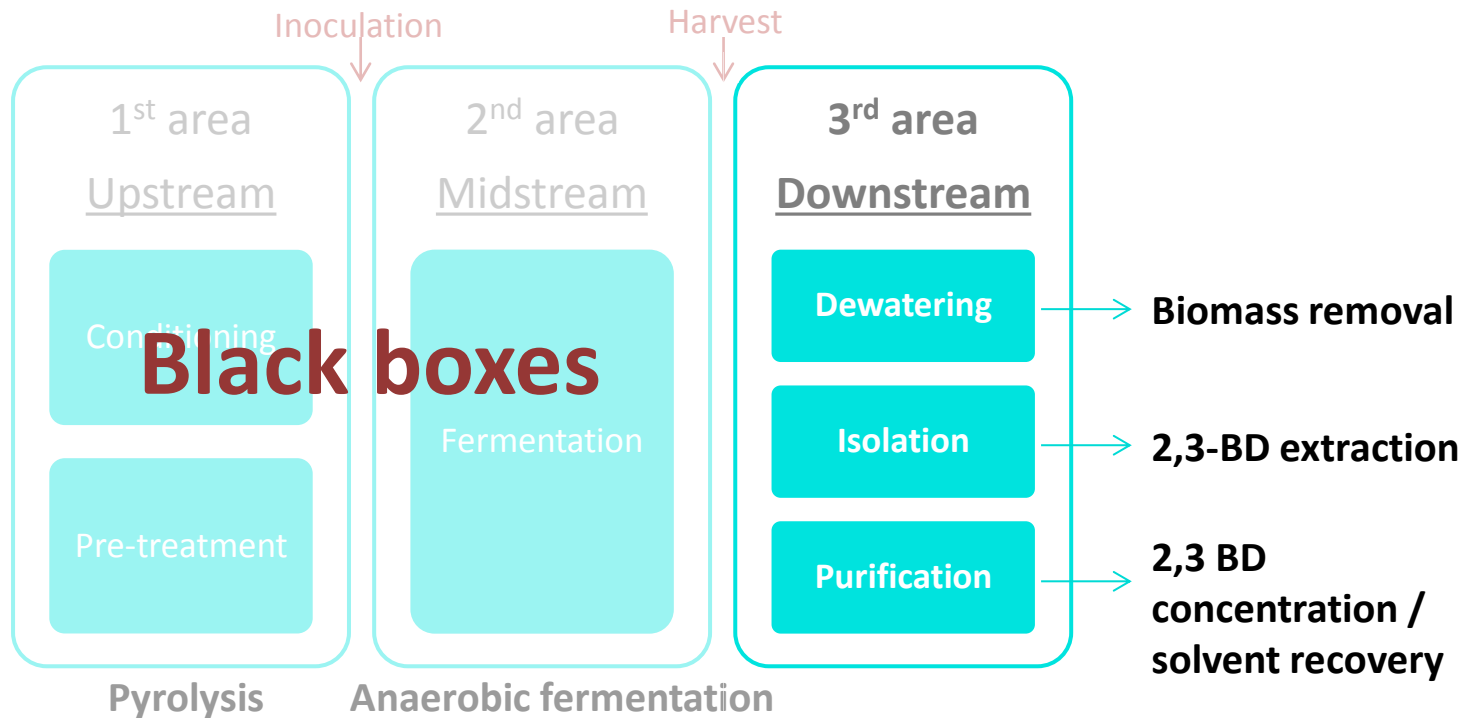 Inoculation
Harvest
1st area
Upstream
Conditioning
Pre-treatment
2nd area
Midstream
Fermentation
Black boxes
3rd area
Downstream
Dewatering
Isolation
Purification
Biomass removal
2,3-BD extraction
2,3 BD
concentration /
solvent recovery
Pyrolysis
Anaerobic fermentation